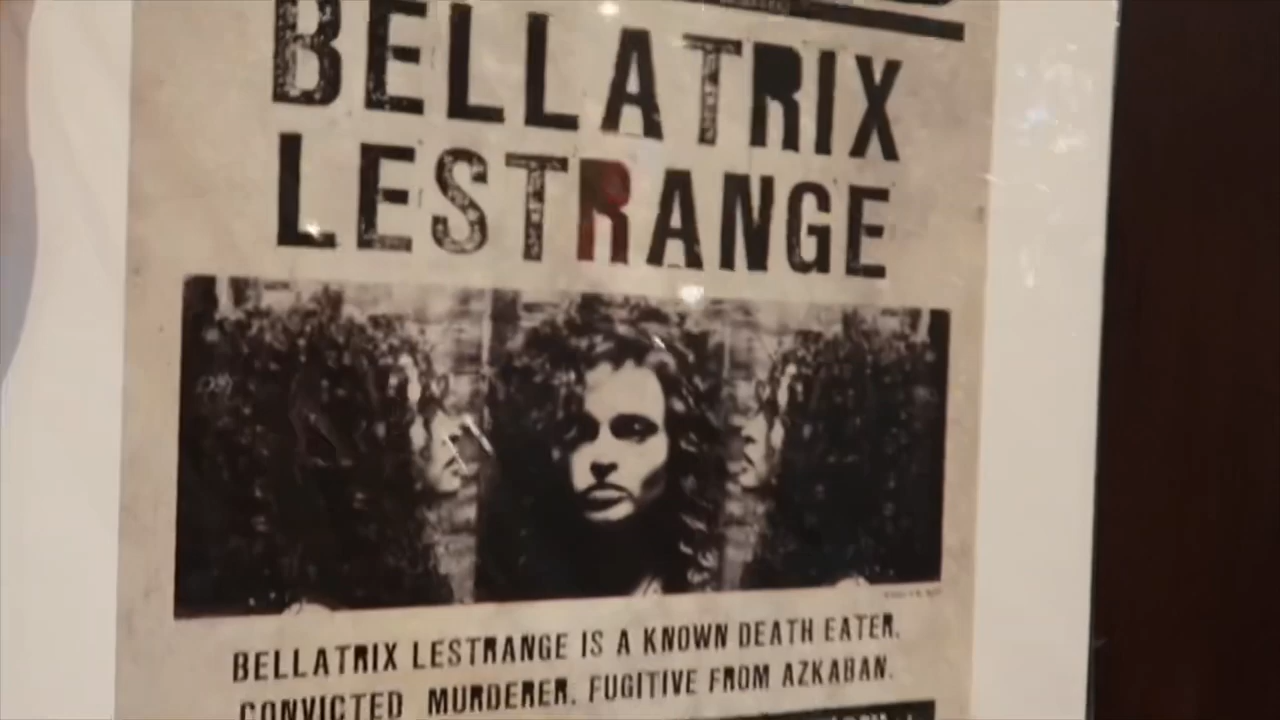 BELLATRIX
LESTRANGE
BELLATRIX LESTRANGE IS A KNOWN DEATH EATER,
CONVICTED MURDERER, FUGITIVE FROM AZKABAN.